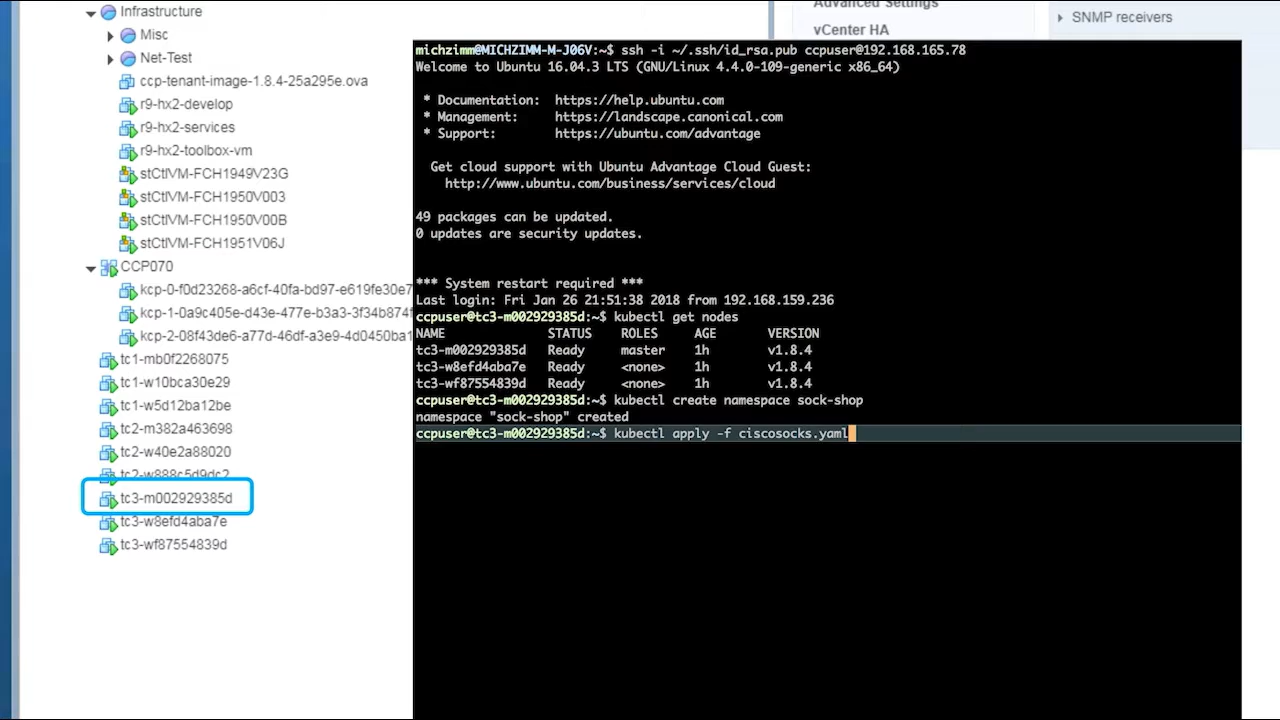 Infrastructure
Misc
Net-Test
ccp-tenant-image-1.8.4-25a295e.ova
r9-hx2-develop
r9-hx2-services
r9-hx2-toolbox-vm
stCtlVM-FCH1949V23G
stCtlVM-FCH1950V003
stCtlVM-FCH1950V00B
stCtlVM-FCH1951V06J
CCP070
kcp-0-f0d23268-a6cf-40fa-bd97-e619fe30e7
kcp-1-0a9c405e-d43e-477e-b3a3-3f34b874f
kcp-2-08f43de6-a77d-46df-a3e9-4d0450ba1
tc1-mb0f2268075
tc1-w10bca30e29
tc1-w5d12ba12be
tc2-m382a463698
tc2-w40e2a88020
tc2-w888c5d9dc2
tc3-m002929385d
tc3-w8efd4aba7e
tc3-wf87554839d
Advanced Settings
vCenter HA
SNMP receivers
michzimm@MICHZIMM-M-J06V:~$ ssh -i ~/.ssh/id_rsa.pub ccpuser@192.168.165.78
Welcome to Ubuntu 16.04.3 LTS (GNU/Linux 4.4.0-109-generic x86_64)
* Documentation: https://help.ubuntu.com
* Management: https://landscape.canonical.com
* Support: https://ubuntu.com/advantage
Get cloud support with Ubuntu Advantage Cloud Guest:
http://www.ubuntu.com/business/services/cloud
49 packages can be updated.
0 updates are security updates.
*** System restart required ***
Last login: Fri Jan 26 21:51:38 2018 from 192.168.159.236
ccpuser@tc3-m002929385d:~$ kubectl get nodes
NAME STATUS ROLES AGE VERSION
tc3-m002929385d Ready master 1h v1.8.4
tc3-w8efd4aba7e Ready <none> 1h v1.8.4
tc3-wf87554839d Ready <none> 1h v1.8.4
ccpuser@tc3-m002929385d:~$ kubectl create namespace sock-shop
namespace "sock-shop" created
ccpuser@tc3-m002929385d:~$ kubectl apply -f ciscosocks.yaml